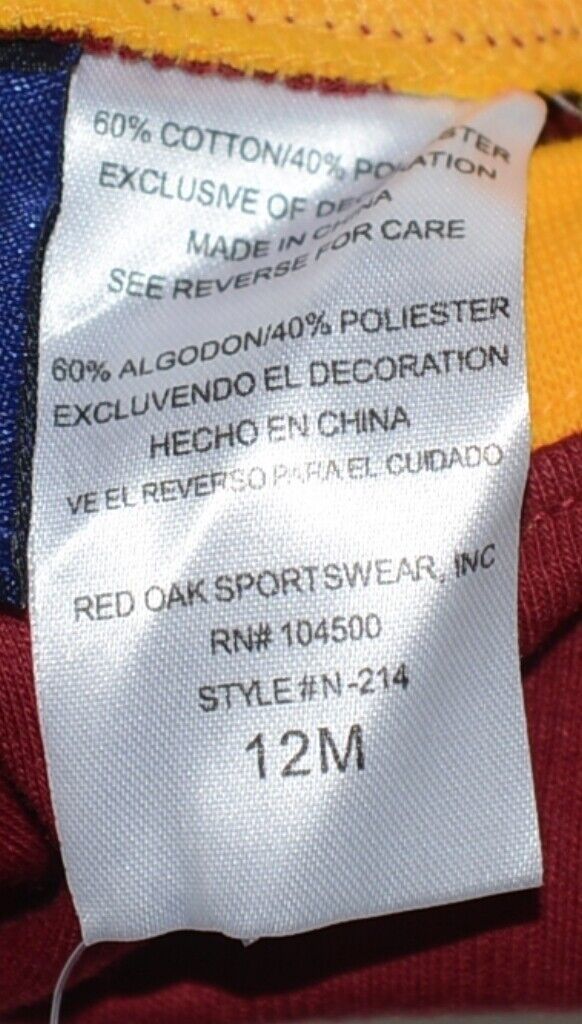 60% COTTON/40% POLYESTER
EXCLUSIVE OF DECORATION
MADE IN CHINA
SEE REVERSE FOR CARE
60% ALGODON/40% POLIESTER
EXCLUVENDO EL DECORATION
HECHO EN CHINA
VE EL REVERSO PARA EL CUIDADO
RED OAK SPORTSWEAR, INC
RN# 104500
STYLE#N-214
12M